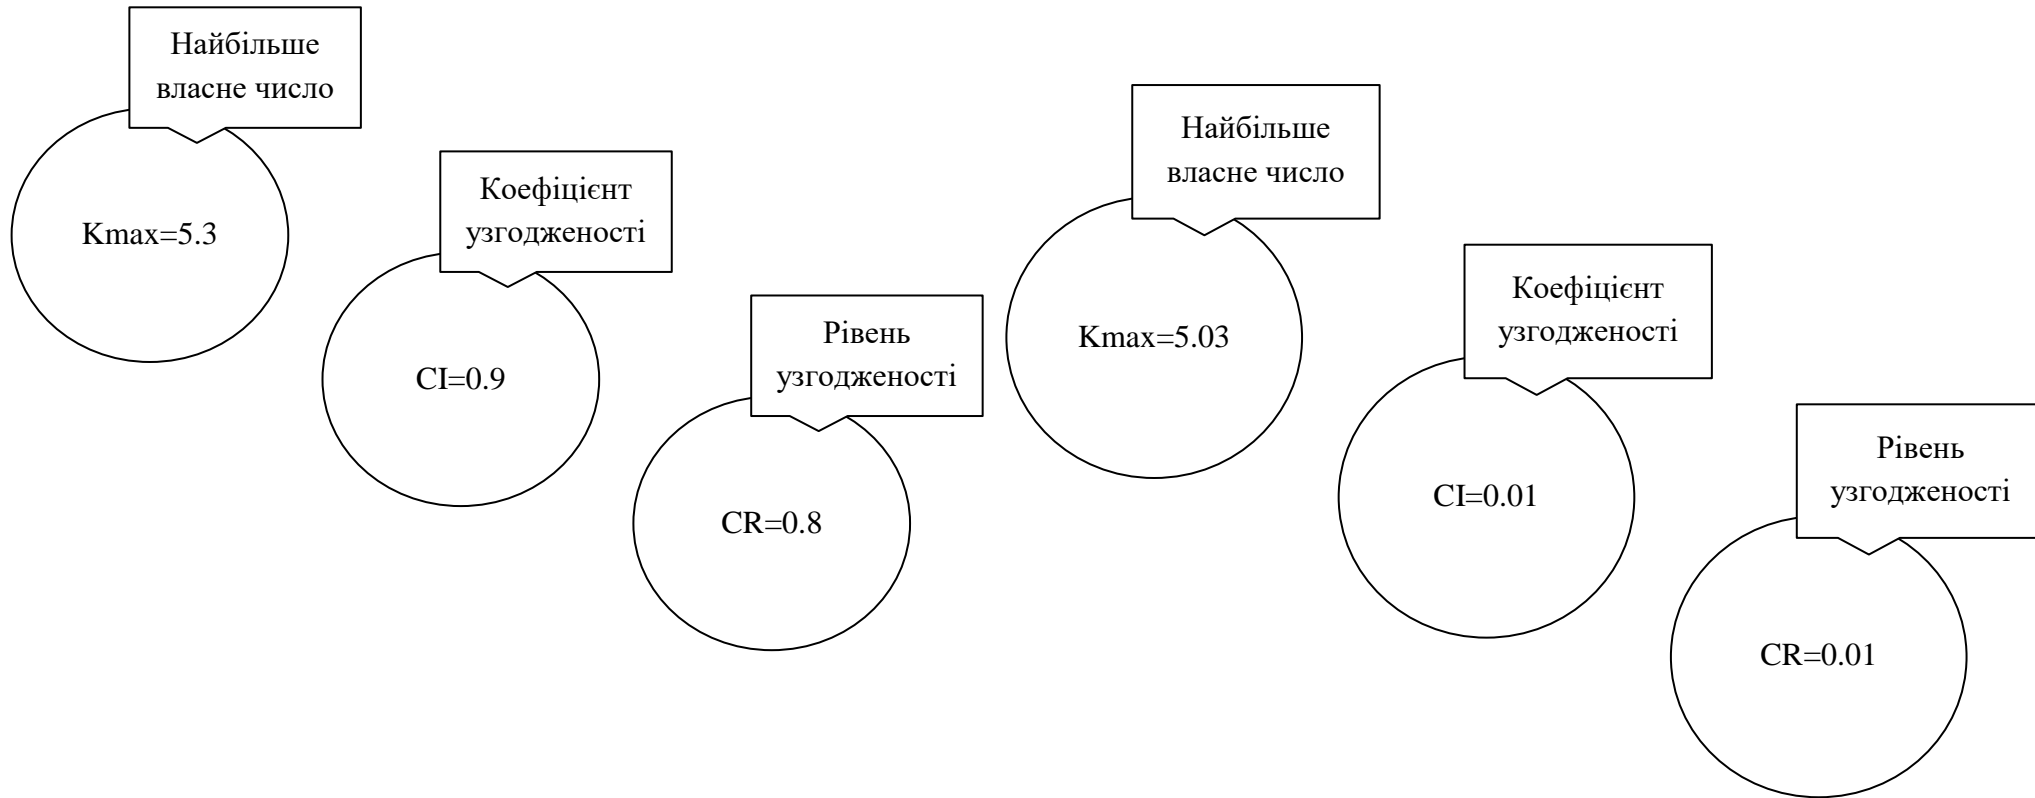 Найбільше
власне число
Kmax=5.3
Коефіцієнт
узгодженості
CI=0.9
Рівень
узгодженості
CR=0.8
Найбільше
власне число
Kmax=5.03
Коефіцієнт
узгодженості
CI=0.01
Рівень
узгодженості
CR=0.01